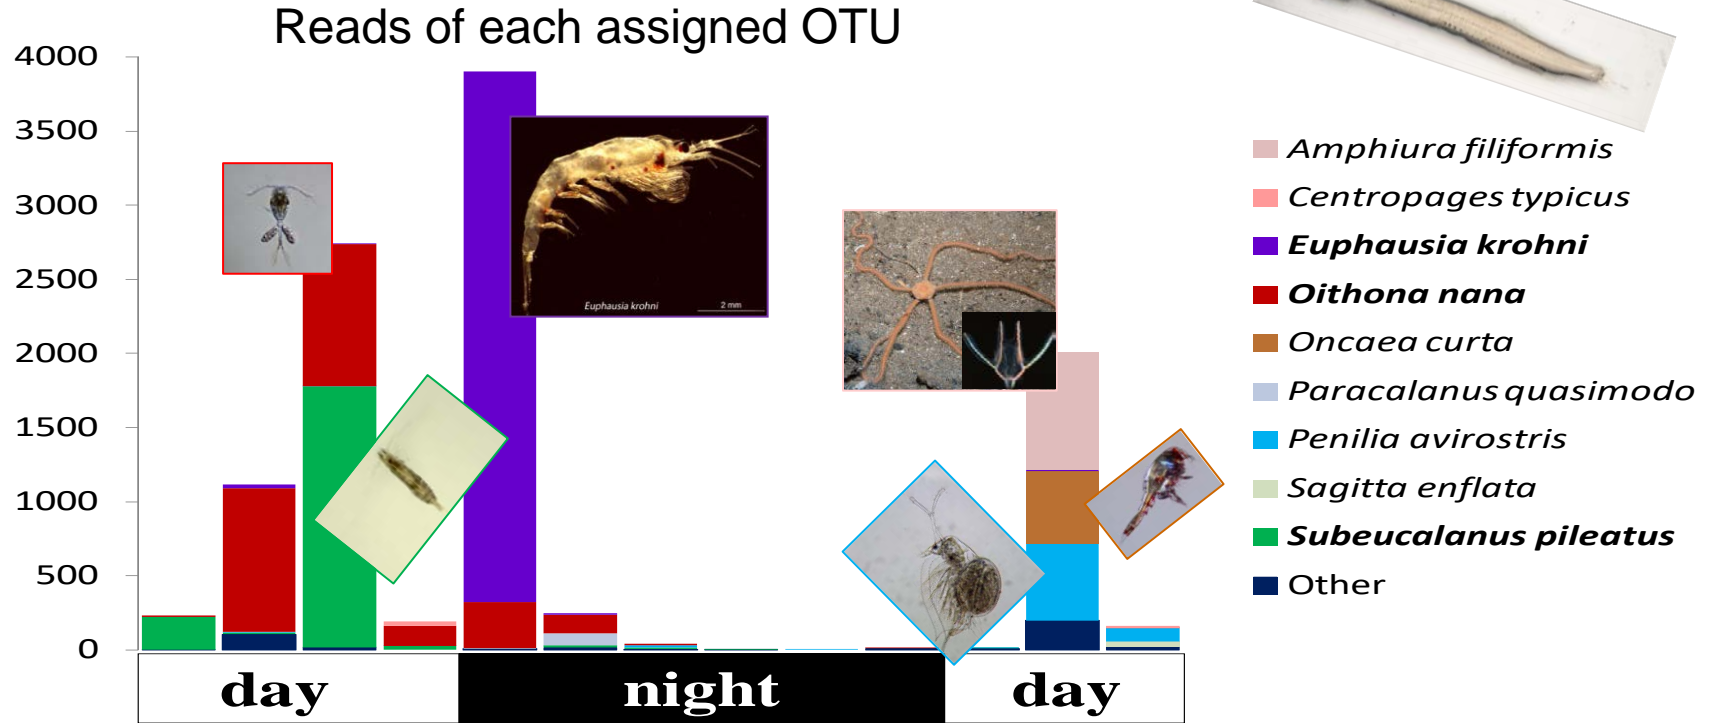 Reads of each assigned OTU
4000
3500
3000
2500
2000
1500
1000
500
0
Euphausia krohni
2 mm
day
night
day
Amphiura filiformis
Centropages typicus
Euphausia krohni
Oithona nana
Oncaea curta
Paracalanus quasimodo
Penilia avirostris
Sagitta enflata
Subeucalanus pileatus
Other